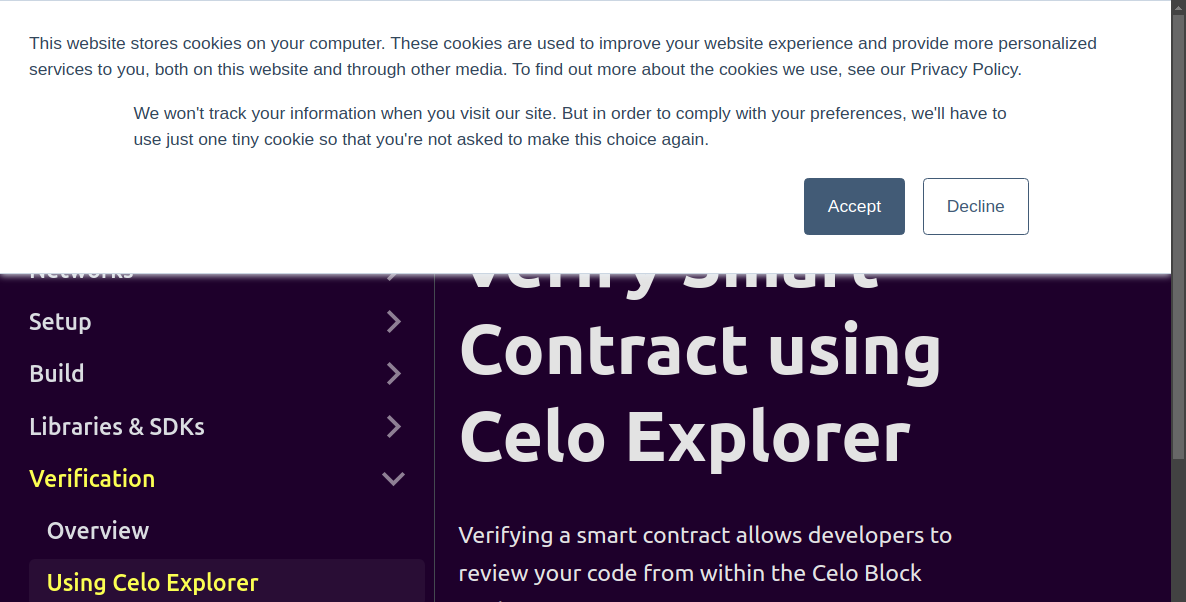 This website stores cookies on your computer. These cookies are used to improve your website experience and provide more personalized
services to you, both on this website and through other media. To find out more about the cookies we use, see our Privacy Policy.
We won't track your information when you visit our site. But in order to comply with your preferences, we'll have to
use just one tiny cookie so that you're not asked to make this choice again.
Accept
Decline
Networks
Setup
Build
Libraries & SDKs
Verification
Overview
Using Celo Explorer
Verify Smart
Contract using
Celo Explorer
Verifying a smart contract allows developers to
review your code from within the Celo Block